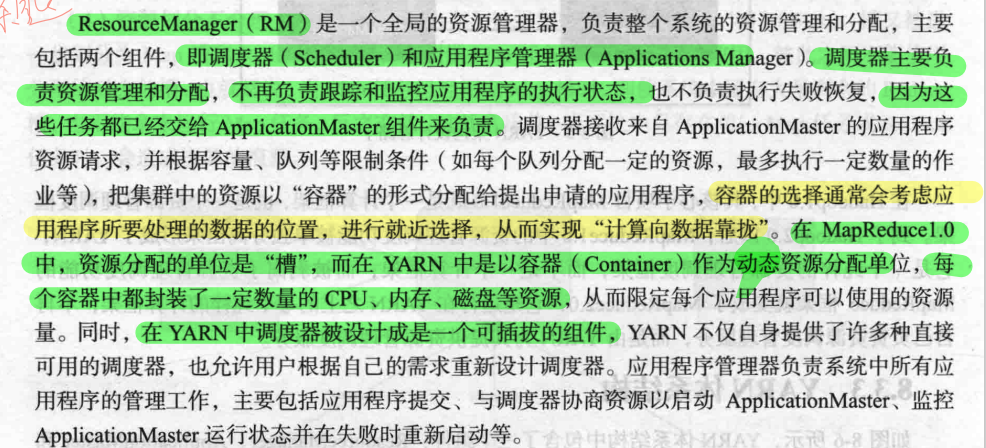 ResourceManager（RM）是一个全局的资源管理器，负责整个系统的资源管理和分配，主要
包括两个组件，即调度器（Scheduler）和应用程序管理器（Applications Manager）。调度器主要负
责资源管理和分配，不再负责跟踪和监控应用程序的执行状态，也不负责执行失败恢复，因为这
些任务都已经交给 ApplicationMaster 组件来负责。调度器接收来自 ApplicationMaster 的应用程序
资源请求，并根据容量、队列等限制条件（如每个队列分配一定的资源，最多执行一定数量的作
业等），把集群中的资源以“容器”的形式分配给提出申请的应用程序，容器的选择通常会考虑应
用程序所要处理的数据的位置，进行就近选择，从而实现“计算向数据靠拢”。在 MapReduce1.0
中，资源分配的单位是“槽”，而在 YARN 中是以容器（Container）作为动态资源分配单位，每
个容器中都封装了一定数量的 CPU、内存、磁盘等资源，从而限定每个应用程序可以使用的资源
量。同时，在 YARN 中调度器被设计成是一个可插拔的组件，YARN 不仅自身提供了许多种直接
可用的调度器，也允许用户根据自己的需求重新设计调度器。应用程序管理器负责系统中所有应
用程序的管理工作，主要包括应用程序提交、与调度器协商资源以启动 ApplicationMaster、监控
ApplicationMaster 运行状态并在失败时重新启动等。